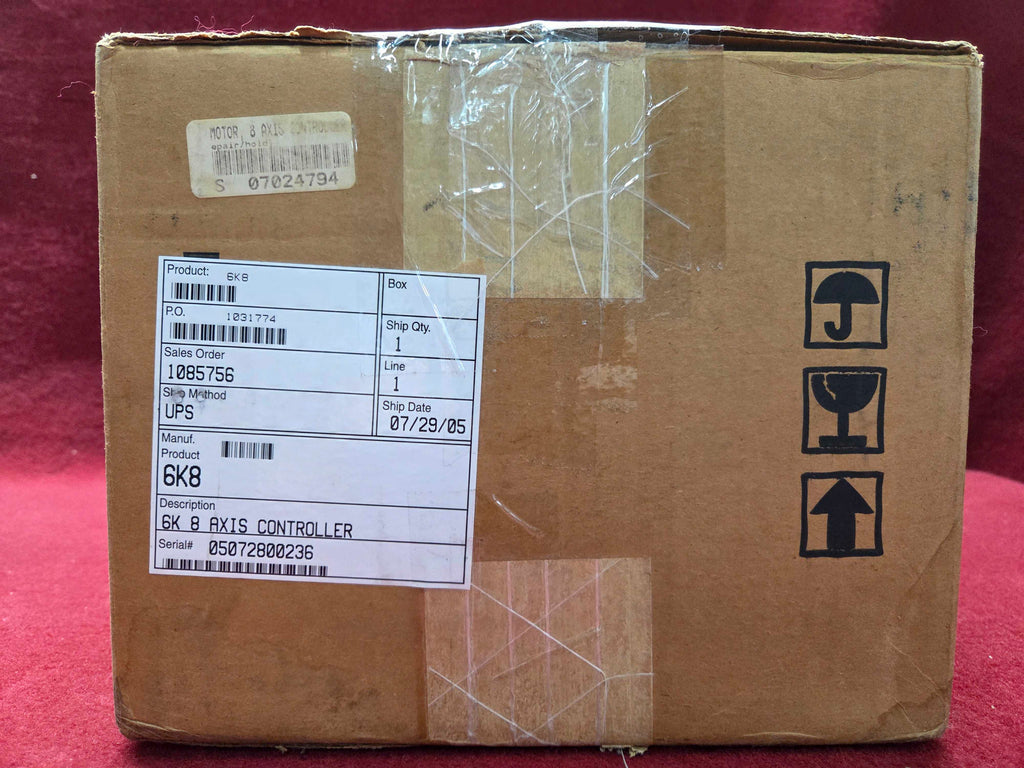 MOTOR, 8 AXIS CONTROLLER
epair/hold)
S 07024794
Product: 6K8
Box
P.O. 1031774
Ship Qty.
1
Sales Order
1085756
Line
1
Ship Method
UPS
Ship Date
07/29/05
Manuf.
Product
6K8
Description
6K 8 AXIS CONTROLLER
Serial# 05072800236